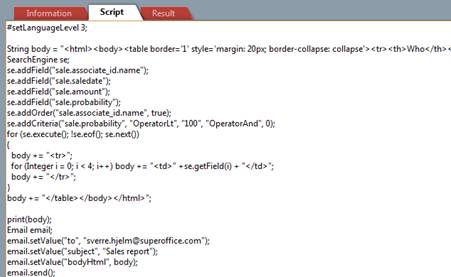 Information
Script
Result
#setLanguageLevel 3;
String body = "<html><body><table border='1' style='margin: 20px; border-collapse: collapse'><tr><th>Who</th><
SearchEngine se;
se.addField("sale.associate_id.name");
se.addField("sale.saledate");
se.addField("sale.amount");
se.addField("sale.probability");
se.addOrder("sale.associate_id.name", true);
se.addCriteria("sale.probability", "OperatorLt", "100", "OperatorAnd", 0);
for (se.execute(); !se.eof(); se.next())
{
body += "<tr>";
for (Integer i = 0; i < 4; i++) body += "<td>" +se.getField(i) + "</td>";
body += "</tr>";
}
body += "</table></body></html>";
print(body);
Email email;
email.setValue("to", "sverre.hjelm@superoffice.com");
email.setValue("subject", "Sales report");
email.setValue("bodyHtml", body);
email.send();